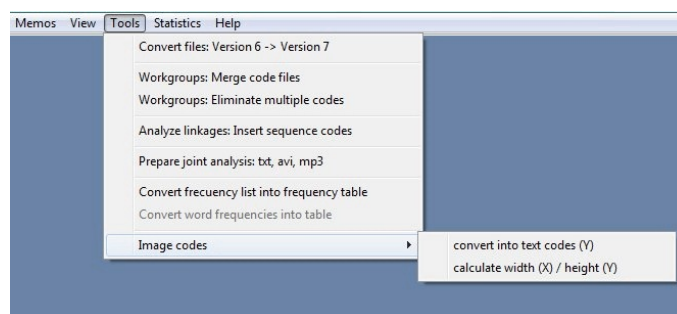 Memos View Tools Statistics Help
Convert files: Version 6 -> Version 7
Workgroups: Merge code files
Workgroups: Eliminate multiple codes
Analyze linkages: Insert sequence codes
Prepare joint analysis: txt, avi, mp3
Convert frecuency list into frequency table
Convert word frequencies into table
Image codes
convert into text codes (Y)
calculate width (X) / height (Y)